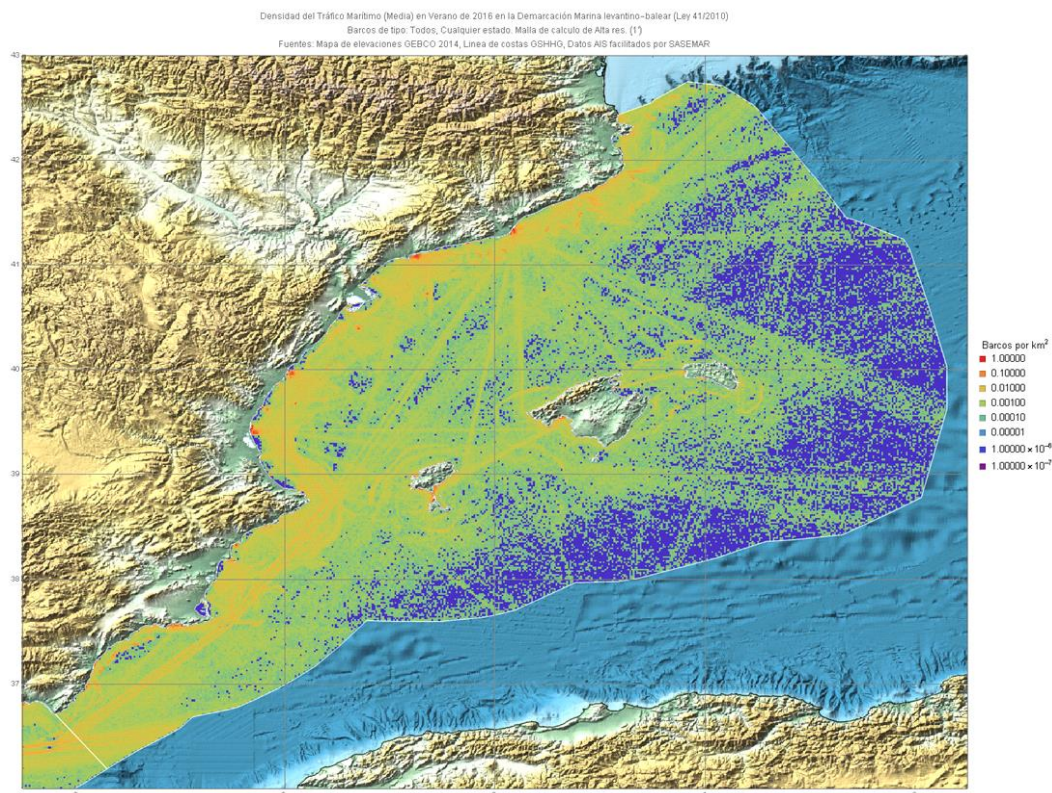 Densidad del Tráfico Marítimo (Media) en Verano de 2016 en la Demarcación Marina levantino-balear (Ley 41/2010)
Barcos de tipo: Todos, Cualquier estado. Malla de calculo de Alta res. (1')
Fuentes: Mapa de elevaciones GEBCO 2014, Linea de costas GSHHG, Datos AIS facilitados por SASEMAR
43
42
41
40
39
38
37
Barcos por km²
1.00000
0.10000
0.01000
0.00100
0.00010
0.00001
1.00000 × 10⁻⁶
1.00000 × 10⁻⁷